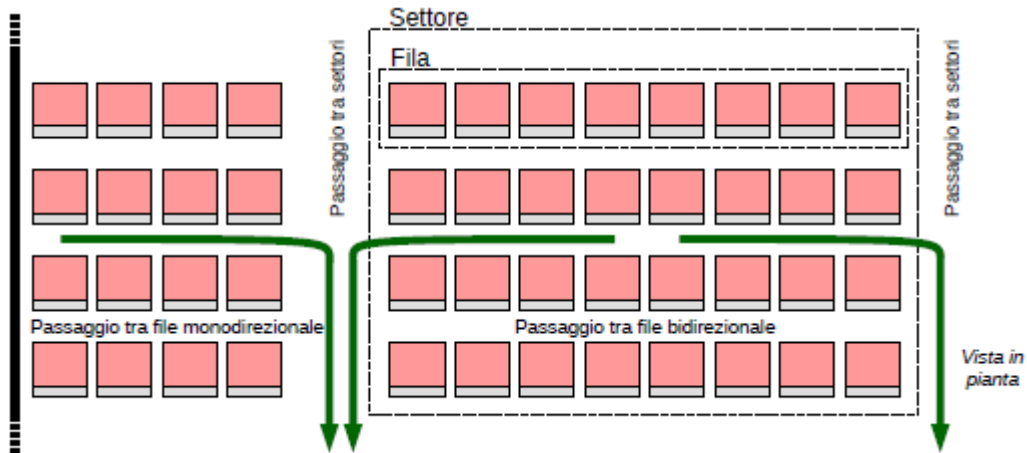 Settore
Fila
Passaggio tra settori
Passaggio tra settori
Passaggio tra file monodirezionale
Passaggio tra file bidirezionale
Vista in
pianta